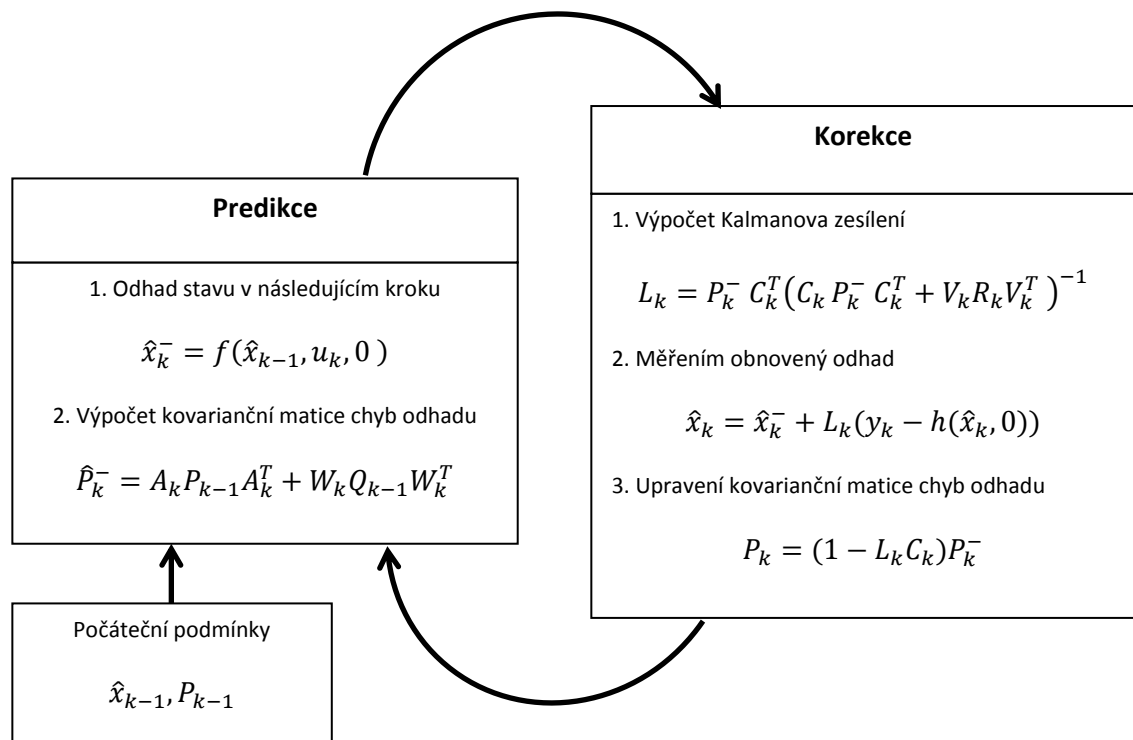 Predikce
1. Odhad stavu v následujícím kroku
x̂ₖ⁻ = f(x̂ₖ₋₁, uₖ, 0 )
2. Výpočet kovarianční matice chyb odhadu
P̂ₖ⁻ = AₖPₖ₋₁Aₖᵀ + WₖQₖ₋₁Wₖᵀ
Počáteční podmínky
x̂ₖ₋₁, Pₖ₋₁
Korekce
1. Výpočet Kalmanova zesílení
Lₖ = Pₖ⁻ Cₖᵀ(Cₖ Pₖ⁻ Cₖᵀ + VₖRₖVₖᵀ )⁻¹
2. Měřením obnovený odhad
x̂ₖ = x̂ₖ⁻ + Lₖ(yₖ − h(x̂ₖ, 0))
3. Upravení kovarianční matice chyb odhadu
Pₖ = (1 − LₖCₖ)Pₖ⁻